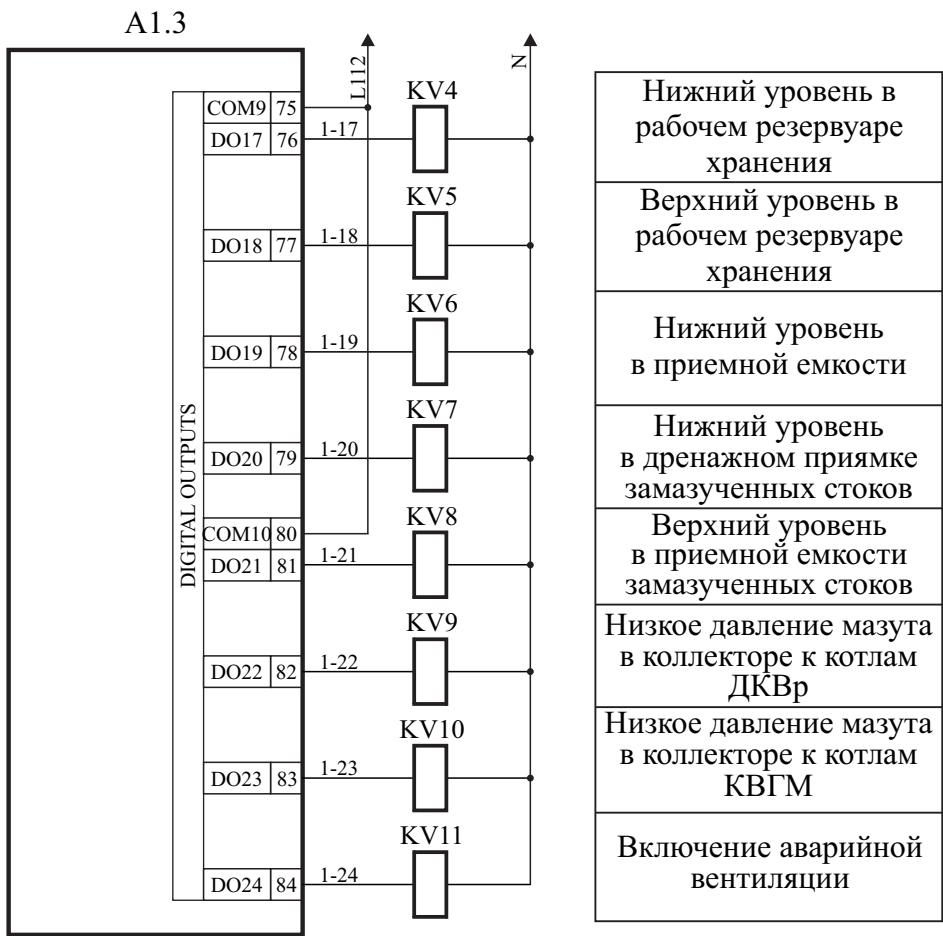 A1.3
L112
N
DIGITAL OUTPUTS
COM9 75
DO17 76 1-17 KV4
Нижний уровень в
рабочем резервуаре
хранения
DO18 77 1-18 KV5
Верхний уровень в
рабочем резервуаре
хранения
DO19 78 1-19 KV6
Нижний уровень
в приемной емкости
DO20 79 1-20 KV7
Нижний уровень
в дренажном приямке
замазученных стоков
COM10 80
DO21 81 1-21 KV8
Верхний уровень
в приемной емкости
замазученных стоков
DO22 82 1-22 KV9
Низкое давление мазута
в коллекторе к котлам
ДКВр
DO23 83 1-23 KV10
Низкое давление мазута
в коллекторе к котлам
КВГМ
DO24 84 1-24 KV11
Включение аварийной
вентиляции